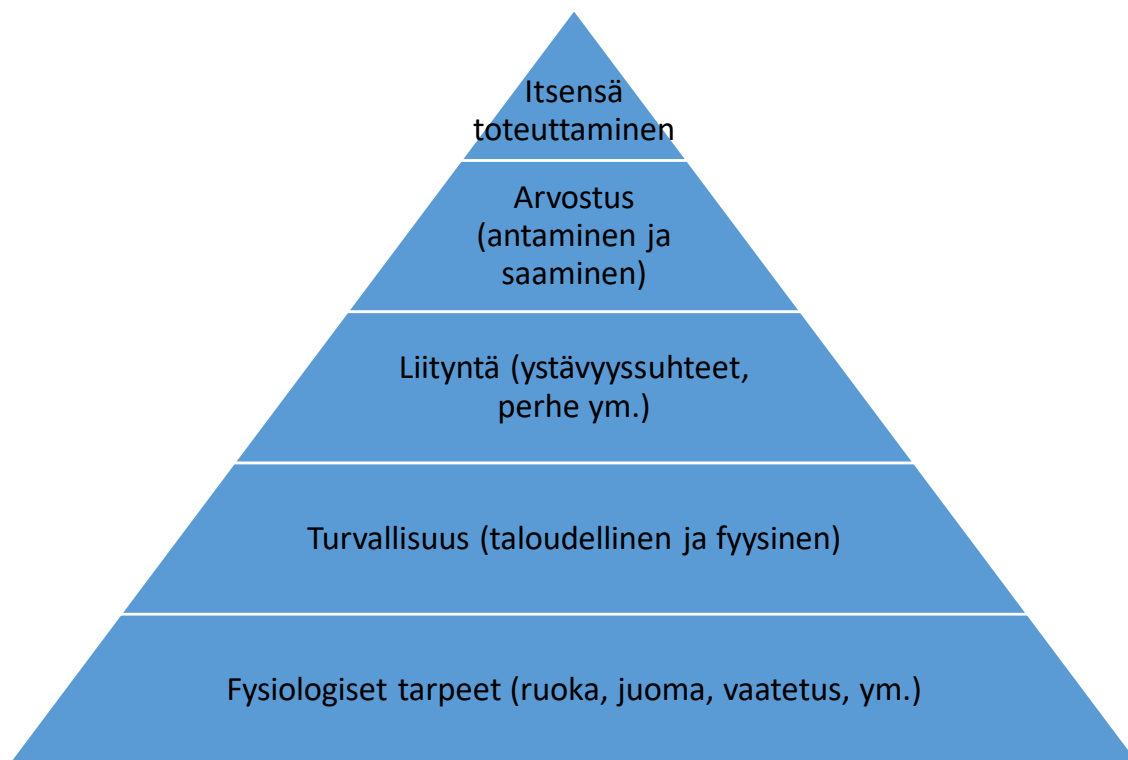 Itsensä
toteuttaminen
Arvostus
(antaminen ja
saaminen)
Liityntä (ystävyyssuhteet,
perhe ym.)
Turvallisuus (taloudellinen ja fyysinen)
Fysiologiset tarpeet (ruoka, juoma, vaatetus, ym.)